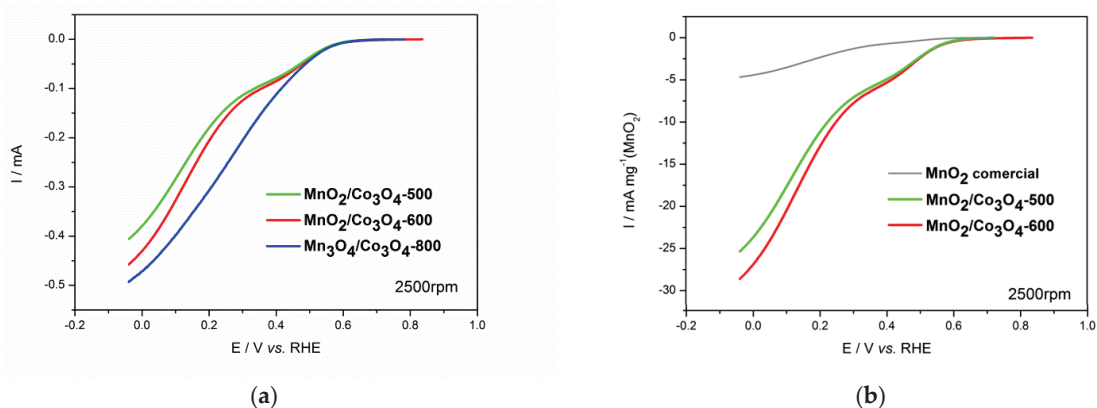 0.0
-0.1
-0.2
-0.3
-0.4
-0.5
I / mA
MnO₂/Co₃O₄-500
MnO₂/Co₃O₄-600
Mn₃O₄/Co₃O₄-800
2500rpm
0.0 0.2 0.4 0.6 0.8 1.0
E / V vs. RHE
(a)
0
-5
-10
-15
-20
-25
-30
I / mA mg⁻¹(MnO₂)
MnO₂ comercial
MnO₂/Co₃O₄-500
MnO₂/Co₃O₄-600
2500rpm
-0.2 0.0 0.2 0.4 0.6 0.8 1.0
E / V vs. RHE
(b)